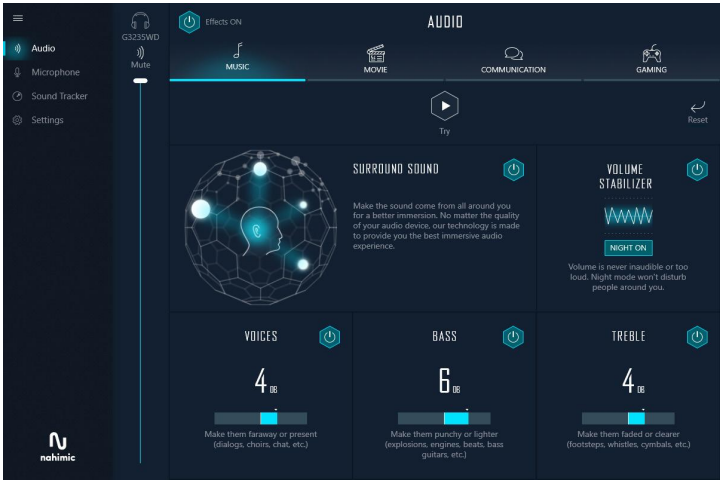 Audio
Microphone
Sound Tracker
Settings
nahimic
G323SWD
Mute
Effects ON
AUDIO
MUSIC
MOVIE
COMMUNICATION
GAMING
Try
Reset
SURROUND SOUND
Make the sound come from all around you
for a better immersion. No matter the quality
of your audio device, our technology is made
to provide you the best immersive audio
experience.
VOLUME
STABILIZER
NIGHT ON
Volume is never inaudible or too
loud. Night mode won't disturb
people around you.
VOICES
4 DB
Make them faraway or present
(dialogs, choirs, chat, etc.)
BASS
6 DB
Make them punchy or lighter
(explosions, engines, beats, bass
guitars, etc.)
TREBLE
4 DB
Make them faded or clearer
(footsteps, whistles, cymbals, etc.)